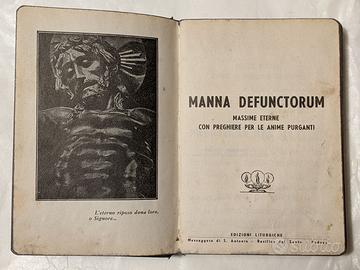 L'eterno riposo dona loro,
o Signore...
MANNA DEFUNCTORUM
MASSIME ETERNE
CON PREGHIERE PER LE ANIME PURGANTI
EDIZIONI LITURGICHE
Messaggero di S. Antonio - Basilica del Santo - Padova